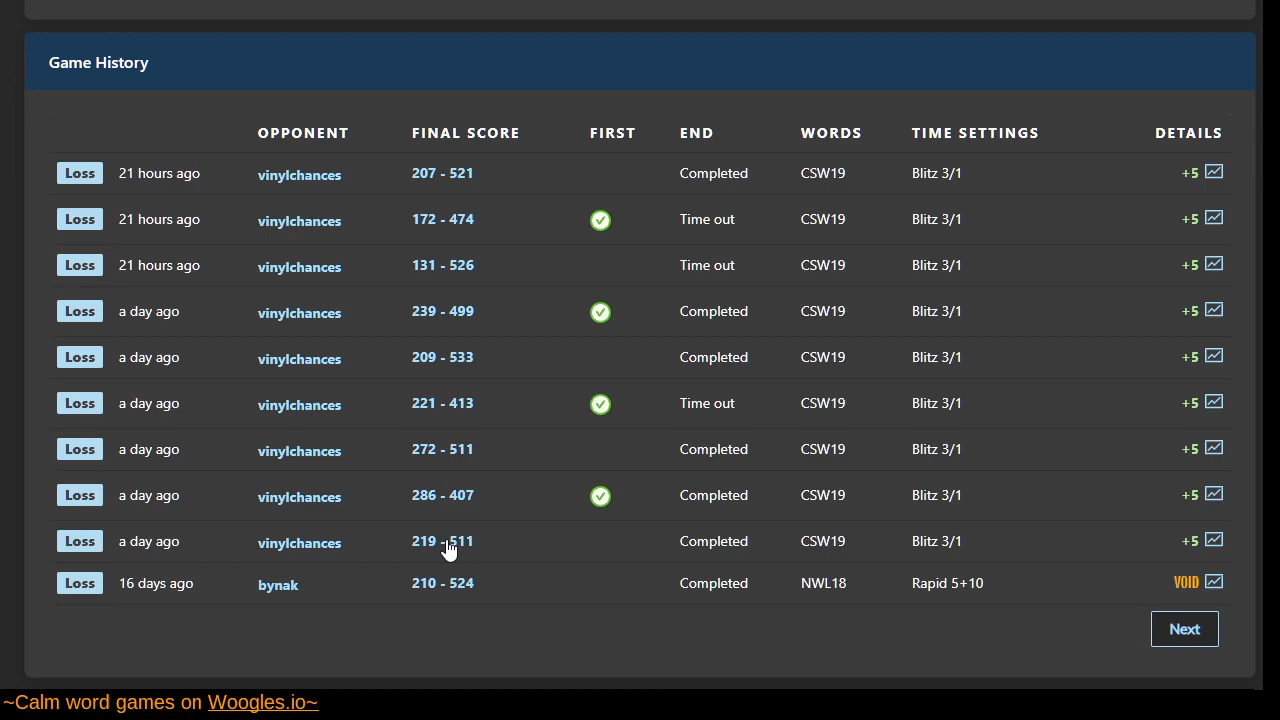 Game History
OPPONENT FINAL SCORE FIRST END WORDS TIME SETTINGS DETAILS
Loss 21 hours ago vinylchances 207 - 521 Completed CSW19 Blitz 3/1 +5
Loss 21 hours ago vinylchances 172 - 474 Time out CSW19 Blitz 3/1 +5
Loss 21 hours ago vinylchances 131 - 526 Time out CSW19 Blitz 3/1 +5
Loss a day ago vinylchances 239 - 499 Completed CSW19 Blitz 3/1 +5
Loss a day ago vinylchances 209 - 533 Completed CSW19 Blitz 3/1 +5
Loss a day ago vinylchances 221 - 413 Time out CSW19 Blitz 3/1 +5
Loss a day ago vinylchances 272 - 511 Completed CSW19 Blitz 3/1 +5
Loss a day ago vinylchances 286 - 407 Completed CSW19 Blitz 3/1 +5
Loss a day ago vinylchances 219 - 511 Completed CSW19 Blitz 3/1 +5
Loss 16 days ago bynak 210 - 524 Completed NWL18 Rapid 5+10 VOID
Next
~Calm word games on Woogles.io~